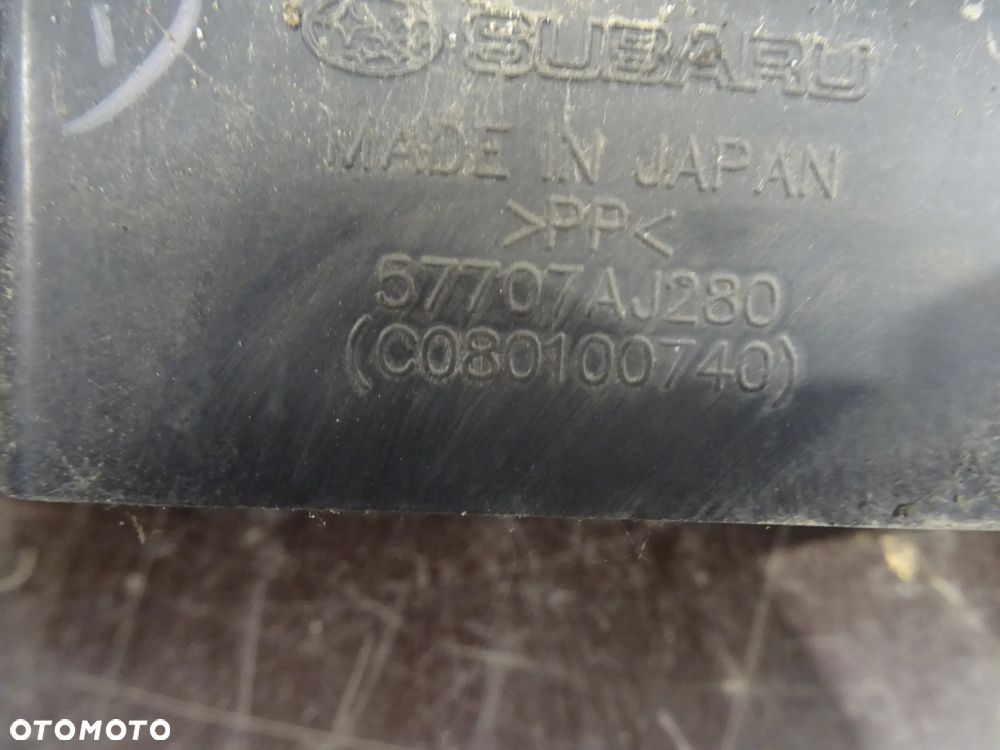 SUBARU
MADE IN JAPAN
>PP<
57707AJ280
(C080100740)
OTOMOTO